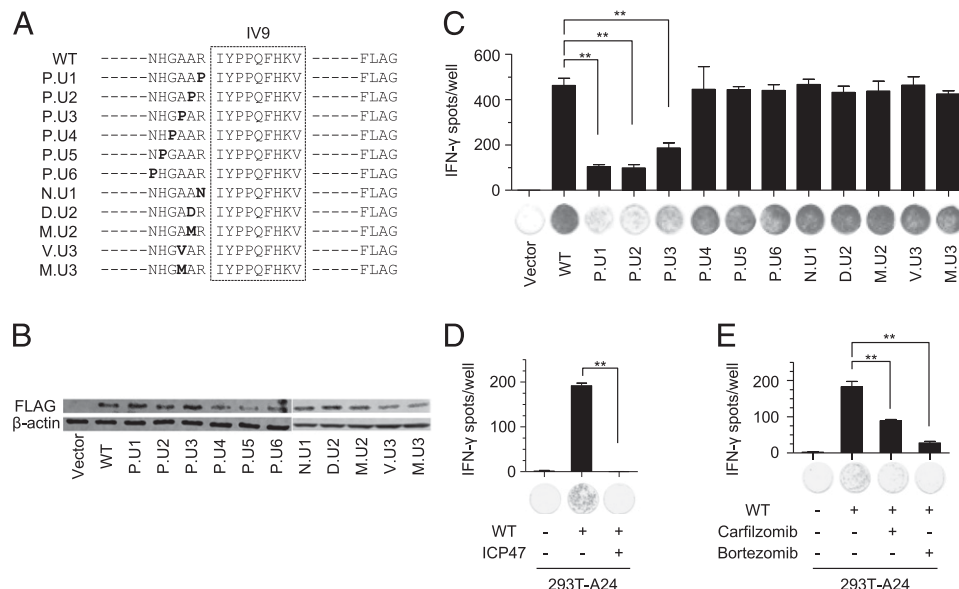 A
IV9
WT -----NHGAAR IYPPQFHKV -----FLAG
P.U1 -----NHGAAP IYPPQFHKV -----FLAG
P.U2 -----NHGAPR IYPPQFHKV -----FLAG
P.U3 -----NHGPAR IYPPQFHKV -----FLAG
P.U4 -----NHPAAR IYPPQFHKV -----FLAG
P.U5 -----NPGAAR IYPPQFHKV -----FLAG
P.U6 -----PHGAAR IYPPQFHKV -----FLAG
N.U1 -----NHGAAN IYPPQFHKV -----FLAG
D.U2 -----NHGADR IYPPQFHKV -----FLAG
M.U2 -----NHGAMR IYPPQFHKV -----FLAG
V.U3 -----NHGVAR IYPPQFHKV -----FLAG
M.U3 -----NHGMAR IYPPQFHKV -----FLAG
B
FLAG
β-actin
Vector WT P.U1 P.U2 P.U3 P.U4 P.U5 P.U6 N.U1 D.U2 M.U2 V.U3 M.U3
C
IFN-γ spots/well
600
400
200
0
**
**
**
Vector WT P.U1 P.U2 P.U3 P.U4 P.U5 P.U6 N.U1 D.U2 M.U2 V.U3 M.U3
D
IFN-γ spots/well
200
100
0
**
WT - + +
ICP47 - - +
293T-A24
E
IFN-γ spots/well
200
100
0
**
**
WT - + + +
Carfilzomib - - + -
Bortezomib - - - +
293T-A24